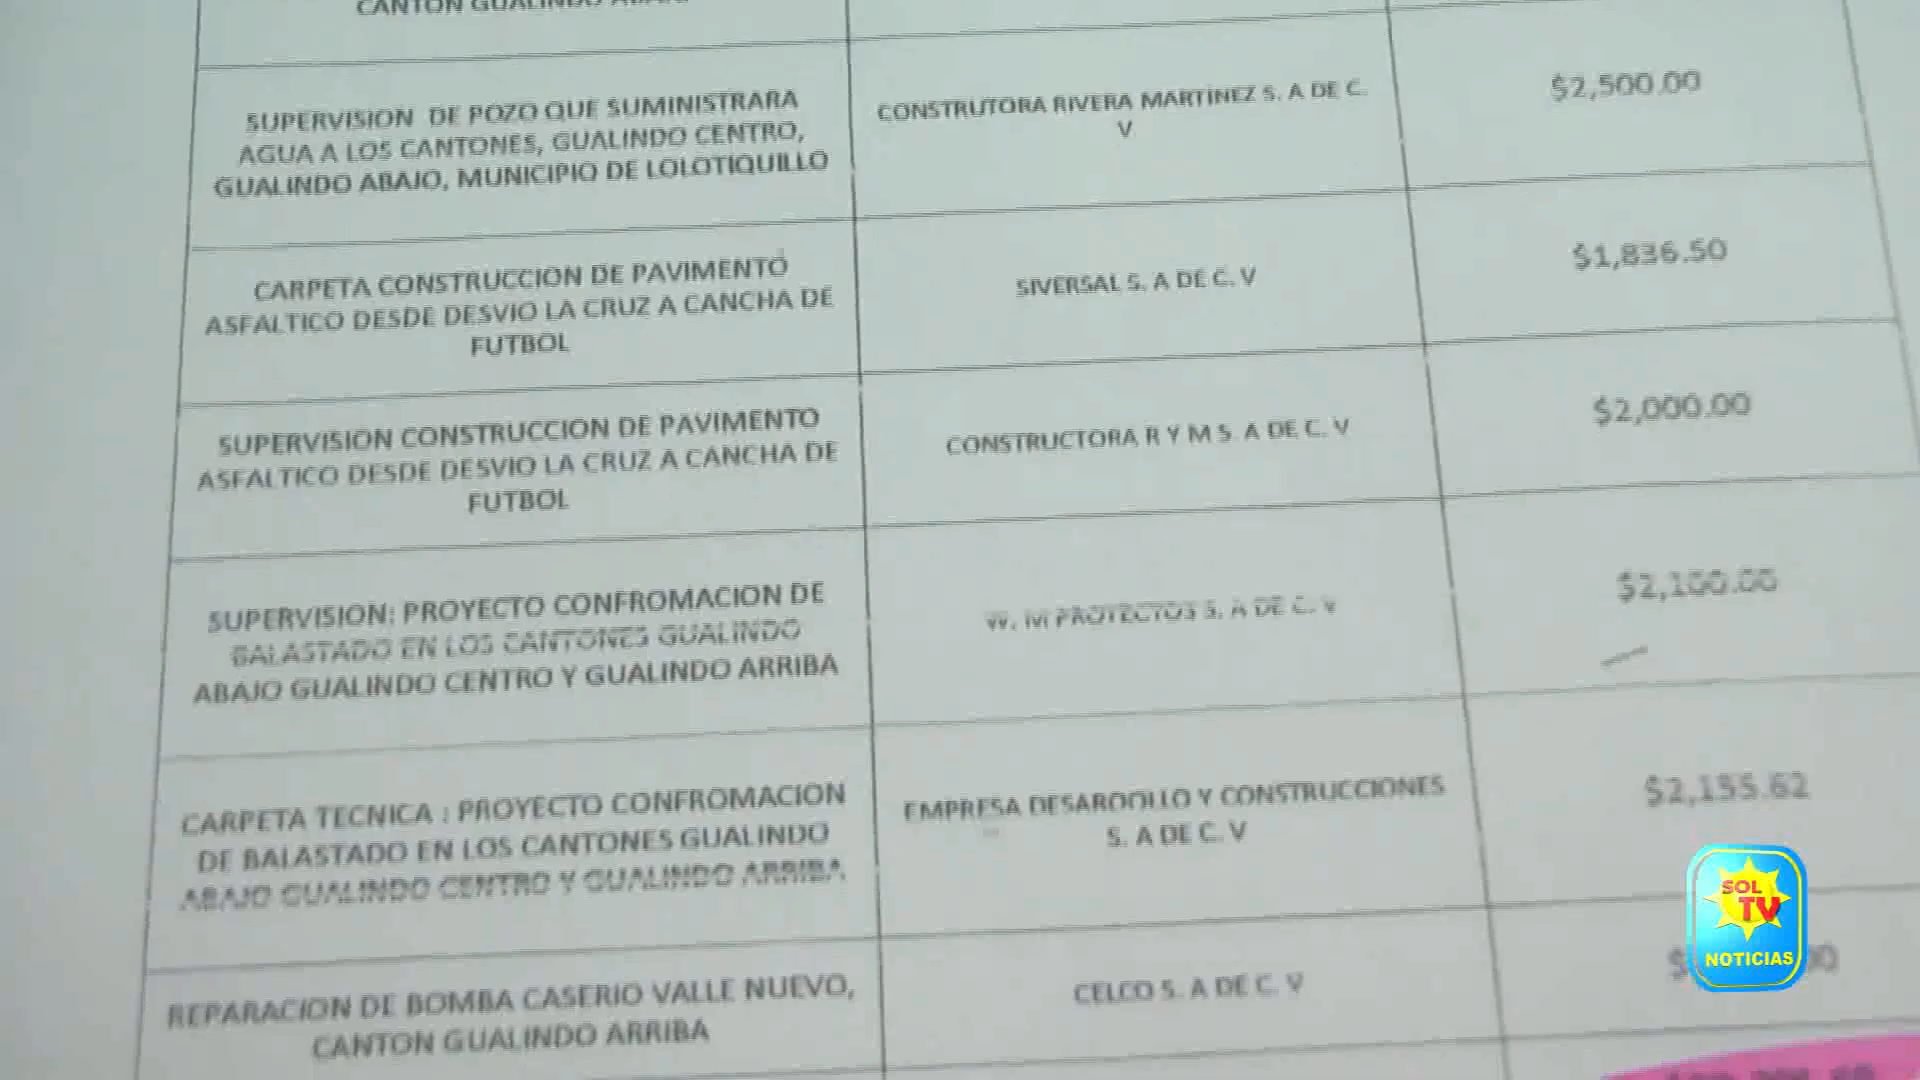 CANTON GUALINDO ABAJO
SUPERVISION DE POZO QUE SUMINISTRARA
AGUA A LOS CANTONES, GUALINDO CENTRO,
GUALINDO ABAJO, MUNICIPIO DE LOLOTIQUILLO
CONSTRUTORA RIVERA MARTINEZ S. A DE C.
V
$2,500.00
CARPETA CONSTRUCCION DE PAVIMENTO
ASFALTICO DESDE DESVIO LA CRUZ A CANCHA DE
FUTBOL
SIVERSAL S. A DE C. V
$1,836.50
SUPERVISION CONSTRUCCION DE PAVIMENTO
ASFALTICO DESDE DESVIO LA CRUZ A CANCHA DE
FUTBOL
CONSTRUCTORA R Y M S. A DE C. V
$2,000.00
SUPERVISION: PROYECTO CONFROMACION DE
BALASTADO EN LOS CANTONES GUALINDO
ABAJO GUALINDO CENTRO Y GUALINDO ARRIBA
W. M PROYECTOS S. A DE C. V
$2,100.00
CARPETA TECNICA : PROYECTO CONFROMACION
DE BALASTADO EN LOS CANTONES GUALINDO
ABAJO GUALINDO CENTRO Y GUALINDO ARRIBA
EMPRESA DESARROLLO Y CONSTRUCCIONES
S. A DE C. V
$2,155.62
REPARACION DE BOMBA CASERIO VALLE NUEVO,
CANTON GUALINDO ARRIBA
CELCO S. A DE C. V
SOL
TV
NOTICIAS